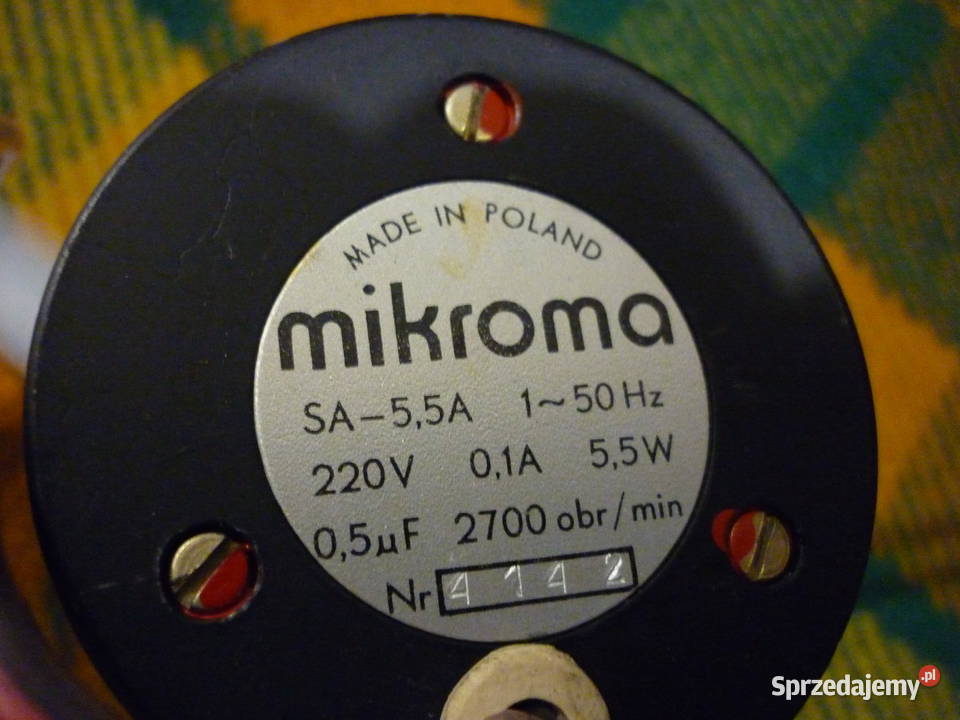 MADE IN POLAND
mikroma
SA-5,5A 1~50 Hz
220V 0,1A 5,5W
0,5µF 2700 obr/min
Nr 4142
Sprzedajemy.pl